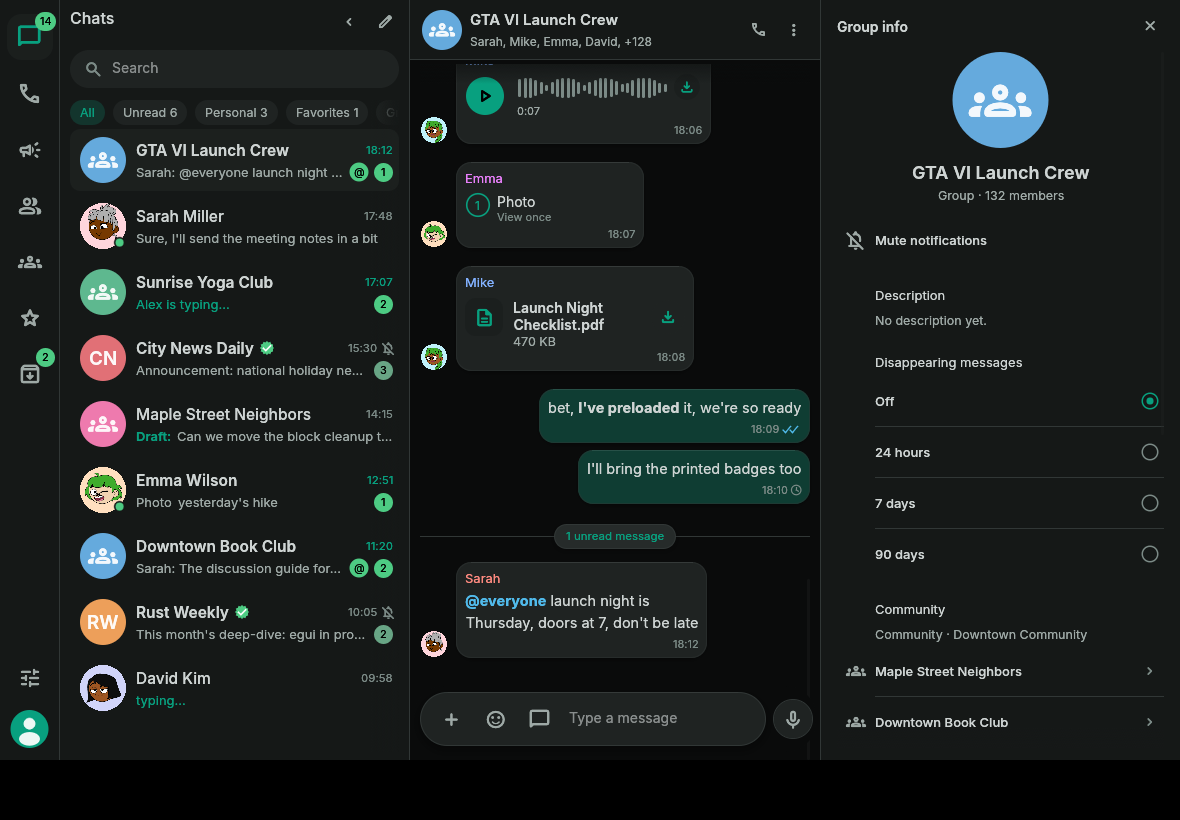 14
2
Chats
Search
All
Unread 6
Personal 3
Favorites 1
GTA VI Launch Crew
18:12
Sarah: @everyone launch night ...
@
1
Sarah Miller
17:48
Sure, I'll send the meeting notes in a bit
Sunrise Yoga Club
17:07
Alex is typing...
2
CN
City News Daily
15:30
Announcement: national holiday ne...
3
Maple Street Neighbors
14:15
Draft: Can we move the block cleanup t...
Emma Wilson
12:51
Photo yesterday's hike
1
Downtown Book Club
11:20
Sarah: The discussion guide for...
@
2
RW
Rust Weekly
10:05
This month's deep-dive: egui in pro...
2
David Kim
09:58
typing...
GTA VI Launch Crew
Sarah, Mike, Emma, David, +128
0:07
18:06
Emma
1
Photo
View once
18:07
Mike
Launch Night
Checklist.pdf
470 KB
18:08
bet, I've preloaded it, we're so ready
18:09
I'll bring the printed badges too
18:10
1 unread message
Sarah
@everyone launch night is
Thursday, doors at 7, don't be late
18:12
Type a message
Group info
GTA VI Launch Crew
Group · 132 members
Mute notifications
Description
No description yet.
Disappearing messages
Off
24 hours
7 days
90 days
Community
Community · Downtown Community
Maple Street Neighbors
Downtown Book Club